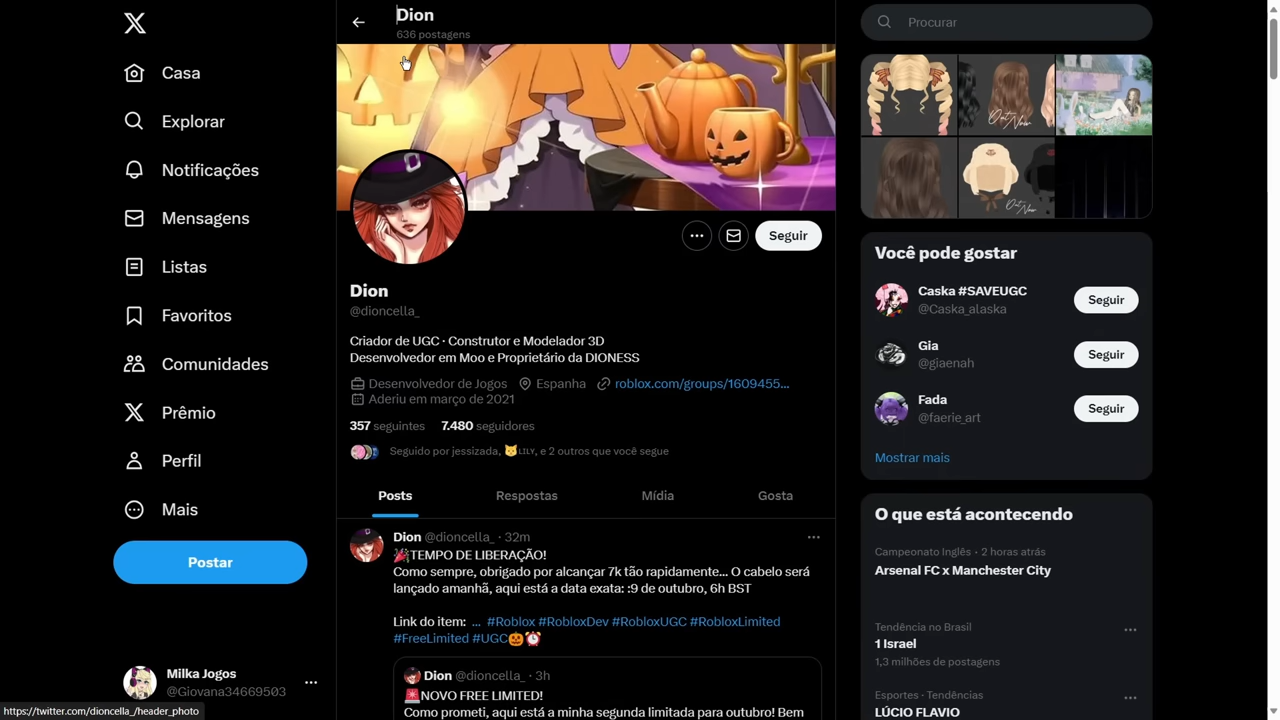 Dion
636 postagens
Procurar
Casa
Explorar
Notificações
Mensagens
Listas
Favoritos
Comunidades
Prêmio
Perfil
Mais
Postar
Milka Jogos
@Giovana34669503
https://twitter.com/dioncella_/header_photo
Seguir
Dion
@dioncella_
Criador de UGC · Construtor e Modelador 3D
Desenvolvedor em Moo e Proprietário da DIONESS
Desenvolvedor de Jogos Espanha roblox.com/groups/1609455...
Aderiu em março de 2021
357 seguintes 7.480 seguidores
Seguido por jessizada, 😺LILY, e 2 outros que você segue
Posts Respostas Mídia Gosta
Dion @dioncella_ · 32m
🎉TEMPO DE LIBERAÇÃO!
Como sempre, obrigado por alcançar 7k tão rapidamente... O cabelo será
lançado amanhã, aqui está a data exata: :9 de outubro, 6h BST
Link do item: ... #Roblox #RobloxDev #RobloxUGC #RobloxLimited
#FreeLimited #UGC🎃⏰
Dion @dioncella_ · 3h
🚨NOVO FREE LIMITED!
Como prometi, aqui está a minha segunda limitada para outubro! Bem
Out Now
Out Now
Você pode gostar
Caska #SAVEUGC
@Caska_alaska
Seguir
Gia
@giaenah
Seguir
Fada
@faerie_art
Seguir
Mostrar mais
O que está acontecendo
Campeonato Inglês · 2 horas atrás
Arsenal FC x Manchester City
Tendência no Brasil
1 Israel
1,3 milhões de postagens
Esportes · Tendências
LÚCIO FLAVIO